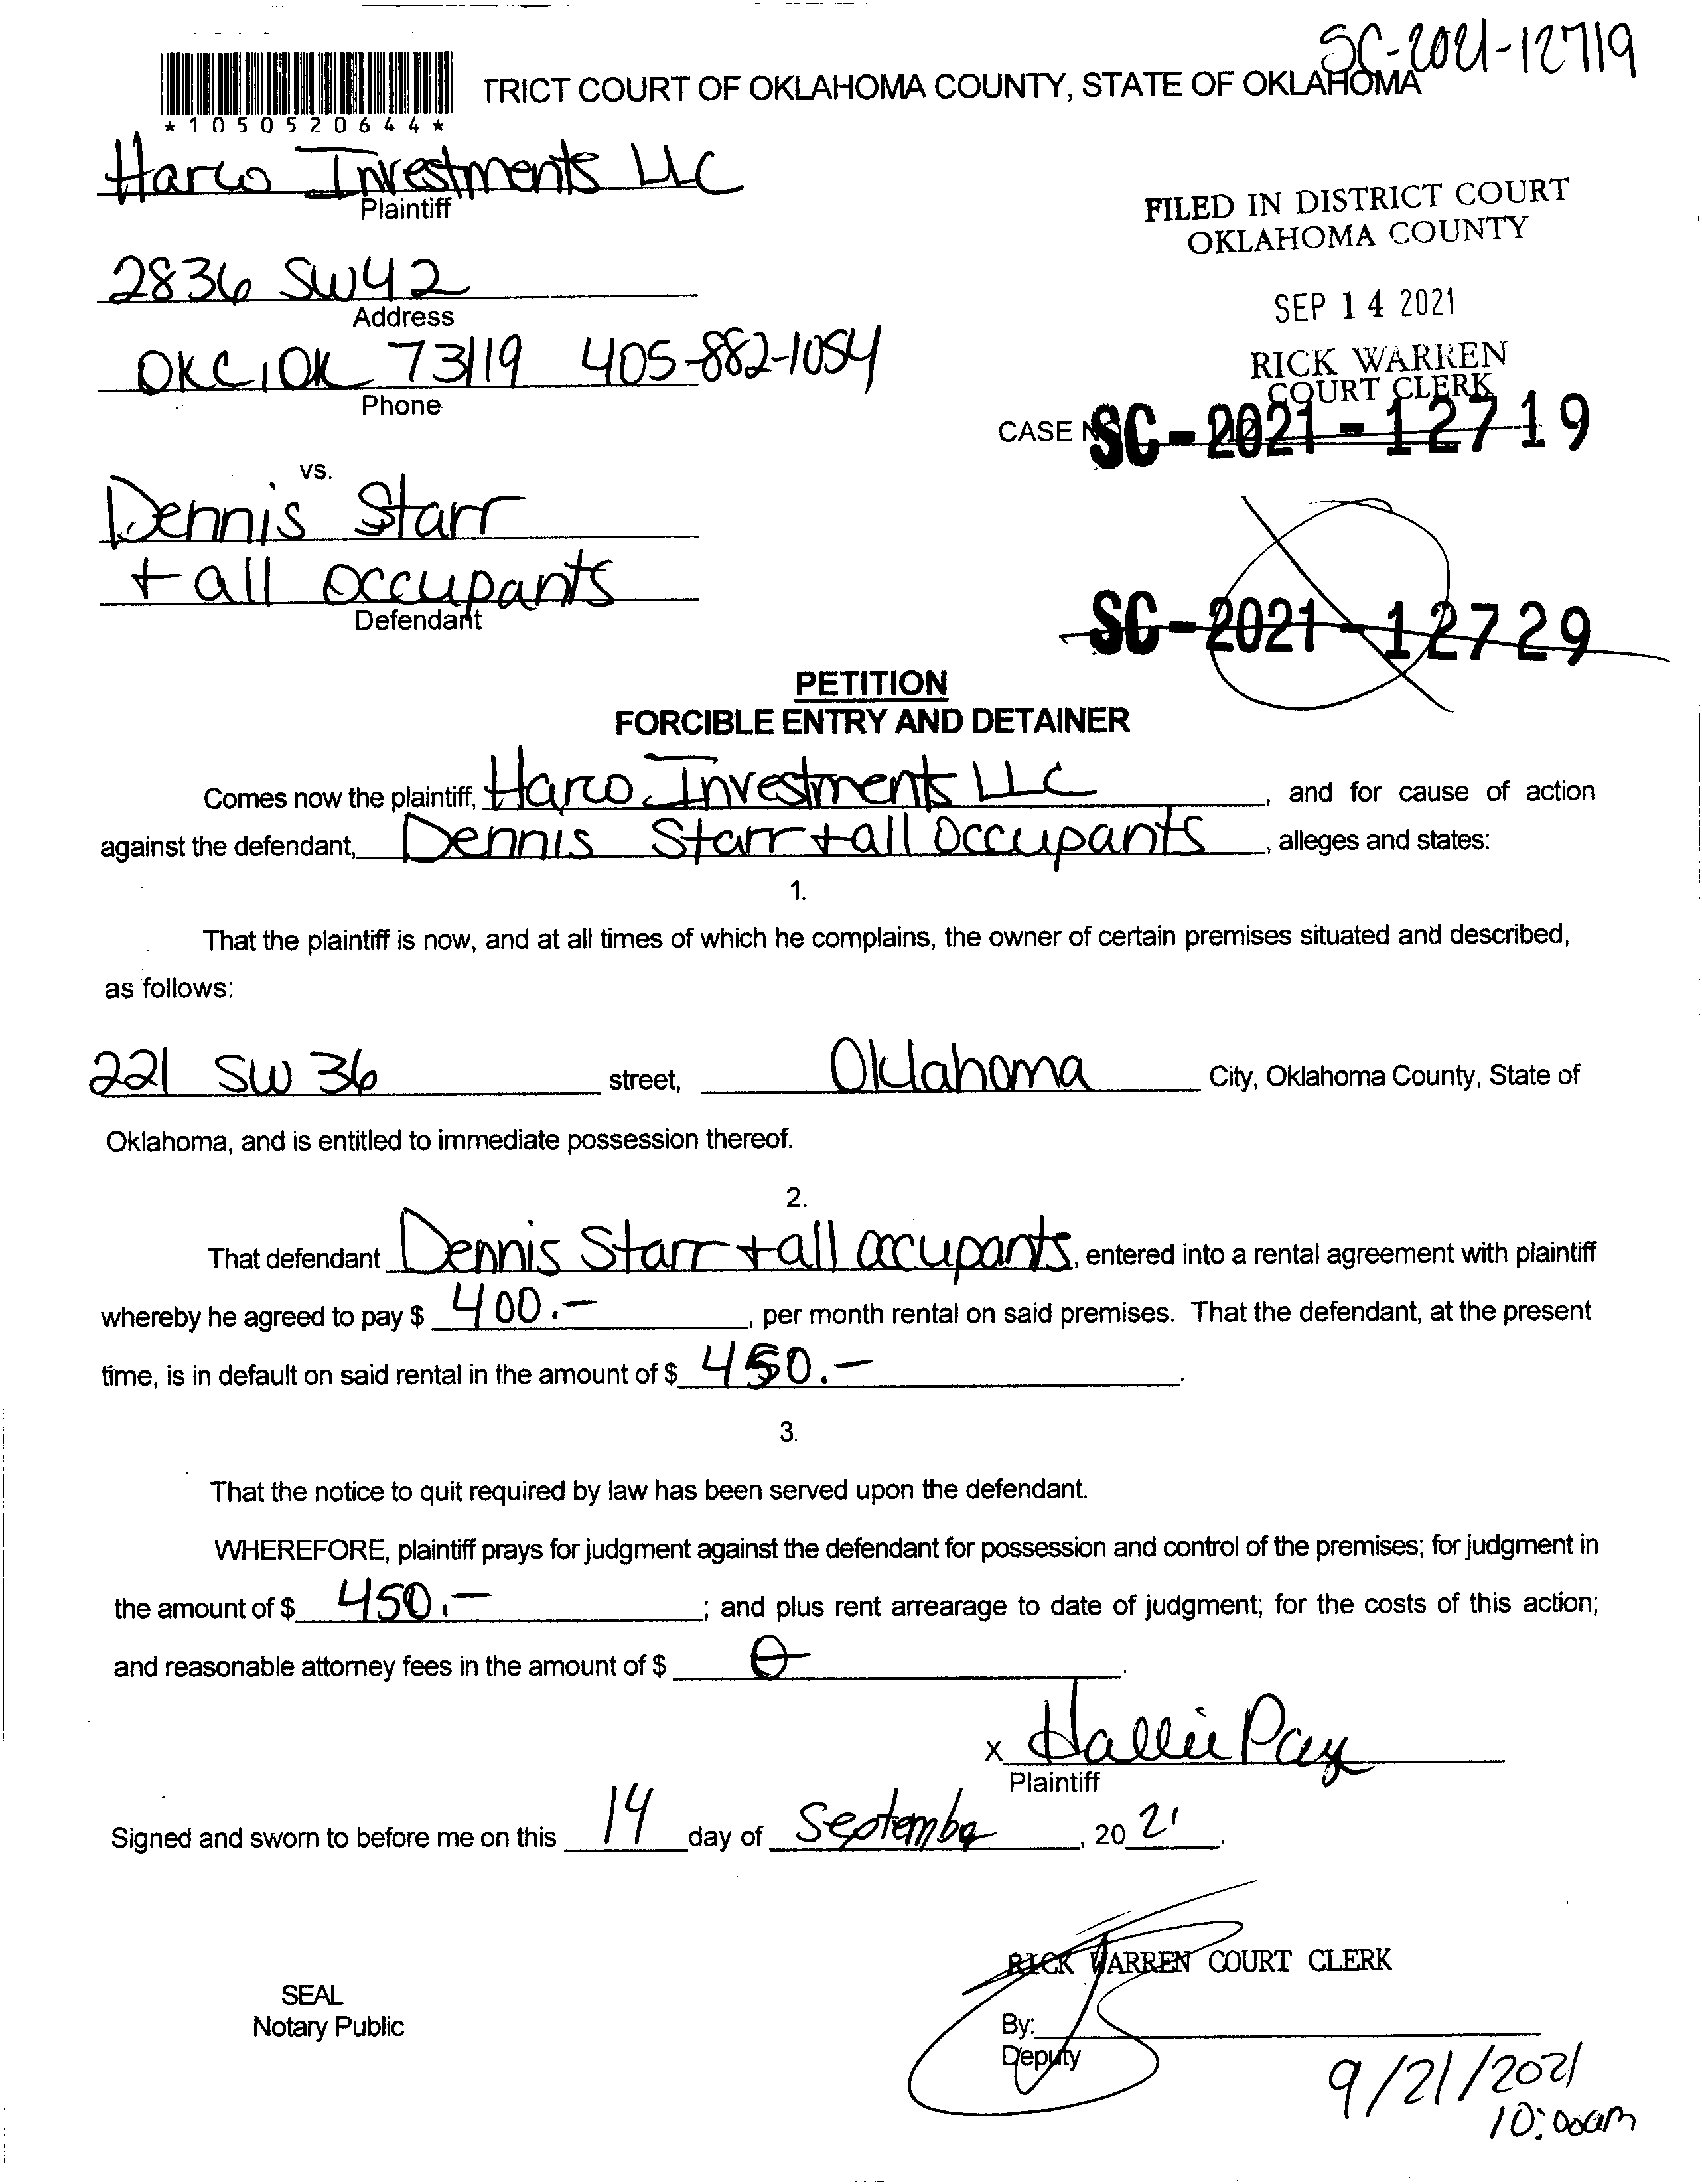 SC-2021-12719
*1050520644*
TRICT COURT OF OKLAHOMA COUNTY, STATE OF OKLAHOMA
Harco Investments LLC
Plaintiff
FILED IN DISTRICT COURT
OKLAHOMA COUNTY
2836 SW 42
Address
SEP 14 2021
OKC, OK 73119 405-882-1054
Phone
RICK WARREN
COURT CLERK
CASE NO. SC-2021-12719
vs.
Dennis Starr
+ all occupants
Defendant
SC-2021-12729
PETITION
FORCIBLE ENTRY AND DETAINER
Comes now the plaintiff, Harco Investments LLC, and for cause of action
against the defendant, Dennis Starr + all occupants, alleges and states:
1.
That the plaintiff is now, and at all times of which he complains, the owner of certain premises situated and described,
as follows:
221 SW 36 street, Oklahoma City, Oklahoma County, State of
Oklahoma, and is entitled to immediate possession thereof.
2.
That defendant Dennis Starr + all occupants, entered into a rental agreement with plaintiff
whereby he agreed to pay $ 400.-, per month rental on said premises. That the defendant, at the present
time, is in default on said rental in the amount of $ 450.-.
3.
That the notice to quit required by law has been served upon the defendant.
WHEREFORE, plaintiff prays for judgment against the defendant for possession and control of the premises; for judgment in
the amount of $ 450.-; and plus rent arrearage to date of judgment; for the costs of this action;
and reasonable attorney fees in the amount of $ 0.
x Hallie Pay
Plaintiff
Signed and sworn to before me on this 14 day of September, 2021.
RICK WARREN COURT CLERK
SEAL
Notary Public
By:
Deputy
9/21/2021
10:00am